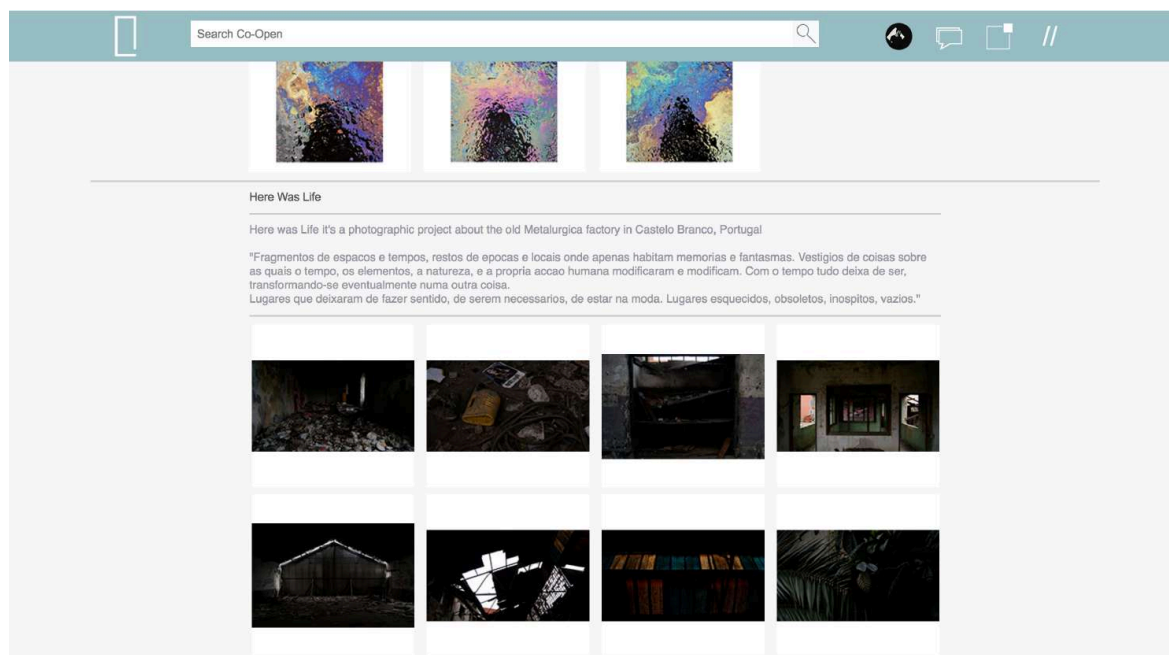 Search Co-Open
Here Was Life
Here was Life it's a photographic project about the old Metalurgica factory in Castelo Branco, Portugal
"Fragmentos de espacos e tempos, restos de epocas e locais onde apenas habitam memorias e fantasmas. Vestigios de coisas sobre
as quais o tempo, os elementos, a natureza, e a propria accao humana modificaram e modificam. Com o tempo tudo deixa de ser,
transformando-se eventualmente numa outra coisa.
Lugares que deixaram de fazer sentido, de serem necessarios, de estar na moda. Lugares esquecidos, obsoletos, inospitos, vazios."